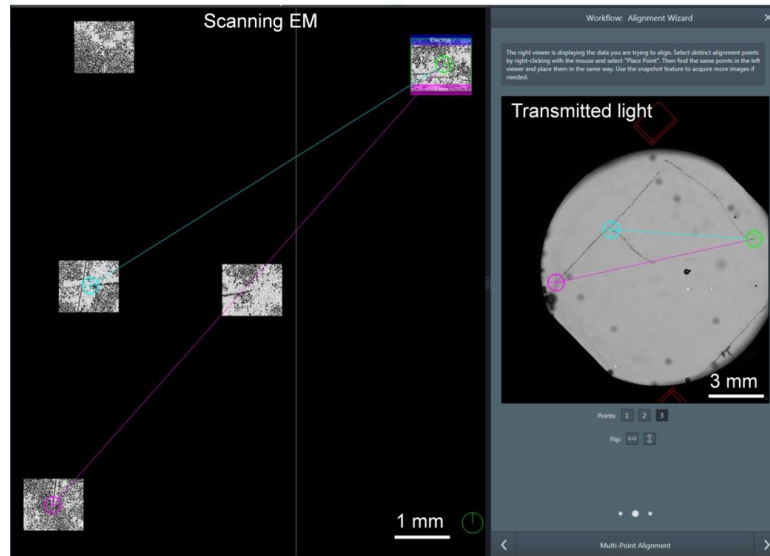 Scanning EM
Electron
1 mm
Workflow: Alignment Wizard
The right viewer is displaying the data you are trying to align. Select distinct alignment points
by right-clicking with the mouse and select "Place Point". Then find the same points in the left
viewer and place them in the same way. Use the snapshot feature to acquire more images if
needed.
Transmitted light
3 mm
Points: 1 2 3
Flip:
Multi-Point Alignment